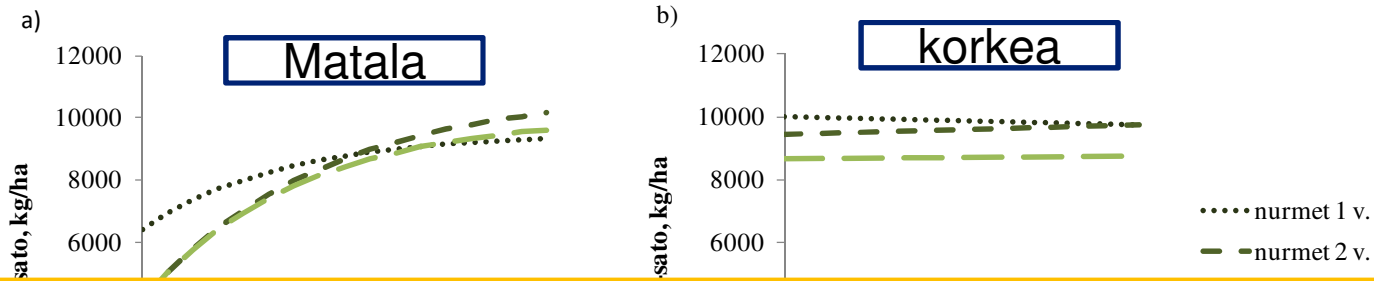 a)
Matala
12000
10000
8000
6000
sato, kg/ha
b)
korkea
12000
10000
8000
6000
-sato, kg/ha
nurmet 1 v.
nurmet 2 v.